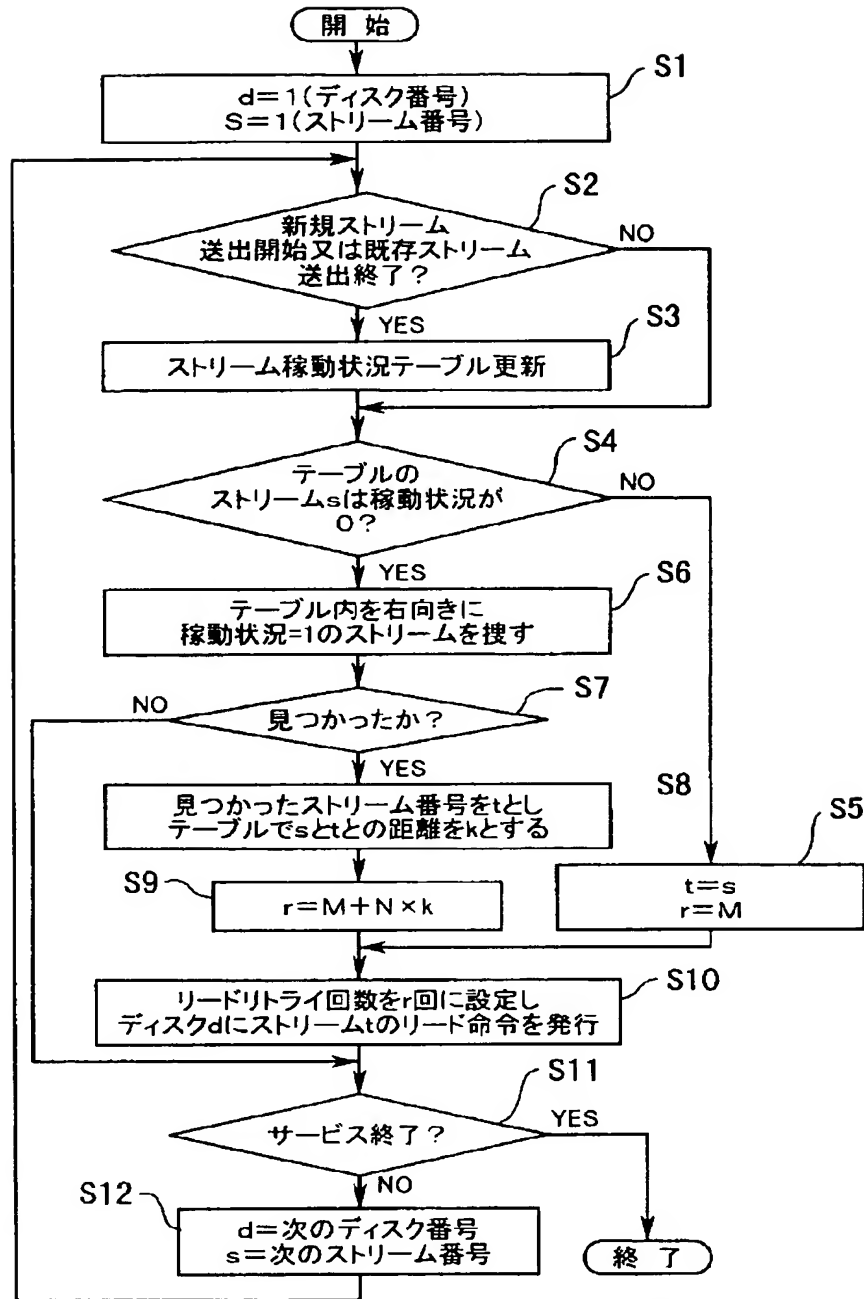 開 始
S1
d=1(ディスク番号)
S=1(ストリーム番号)
S2
新規ストリーム
送出開始又は既存ストリーム
送出終了?
NO
YES
S3
ストリーム稼動状況テーブル更新
S4
テーブルの
ストリームsは稼動状況が
0?
NO
YES
S6
テーブル内を右向きに
稼動状況=1のストリームを捜す
S7
NO
見つかったか?
YES
S8
見つかったストリーム番号をtとし
テーブルでsとtとの距離をkとする
S5
t=s
r=M
S9
r=M+N×k
S10
リードリトライ回数をr回に設定し
ディスクdにストリームtのリード命令を発行
S11
サービス終了?
YES
NO
S12
d=次のディスク番号
s=次のストリーム番号
終 了